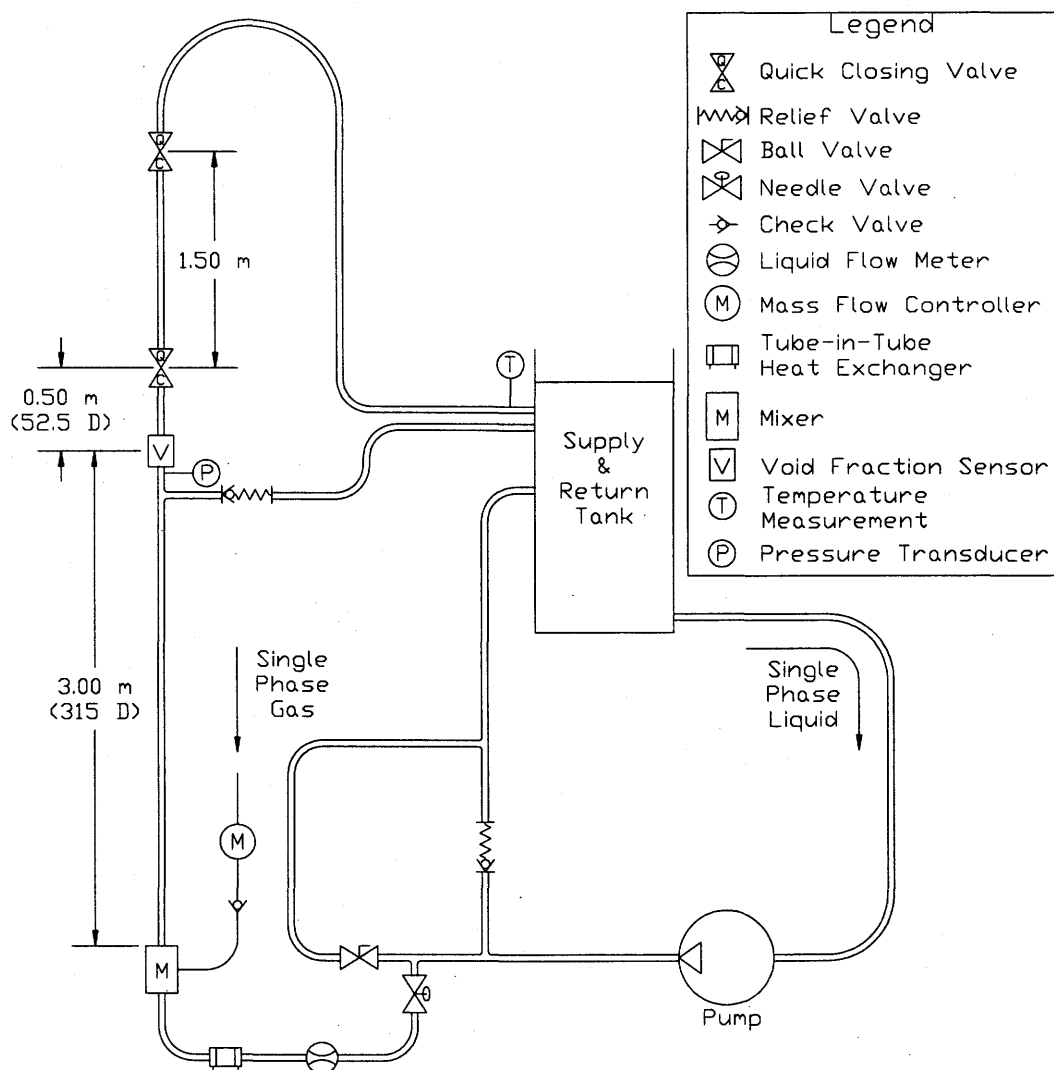 Legend
Q
C
Quick Closing Valve
Relief Valve
Ball Valve
Needle Valve
Check Valve
Liquid Flow Meter
M
Mass Flow Controller
Tube-in-Tube
Heat Exchanger
M
Mixer
V
Void Fraction Sensor
T
Temperature
Measurement
P
Pressure Transducer
Q
C
1.50 m
Q
C
0.50 m
(52.5 D)
V
P
T
Supply
&
Return
Tank
3.00 m
(315 D)
Single
Phase
Gas
Single
Phase
Liquid
M
M
Pump